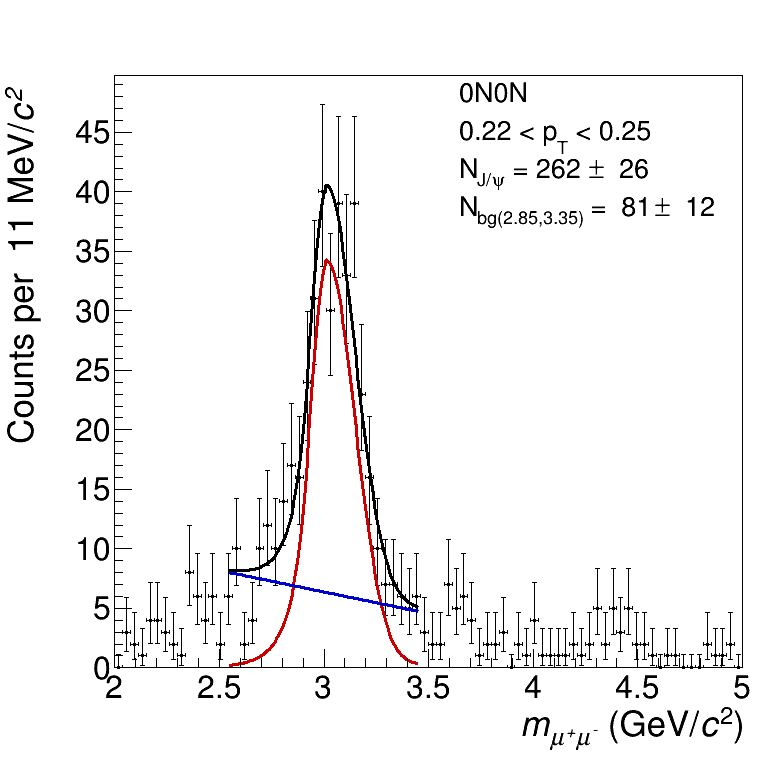 0N0N
0.22 < p_T < 0.25
N_J/ψ = 262 ± 26
N_bg(2.85,3.35) = 81 ± 12
Counts per 11 MeV/c²
45
40
35
30
25
20
15
10
5
0
2 2.5 3 3.5 4 4.5 5
m_μ⁺μ⁻ (GeV/c²)